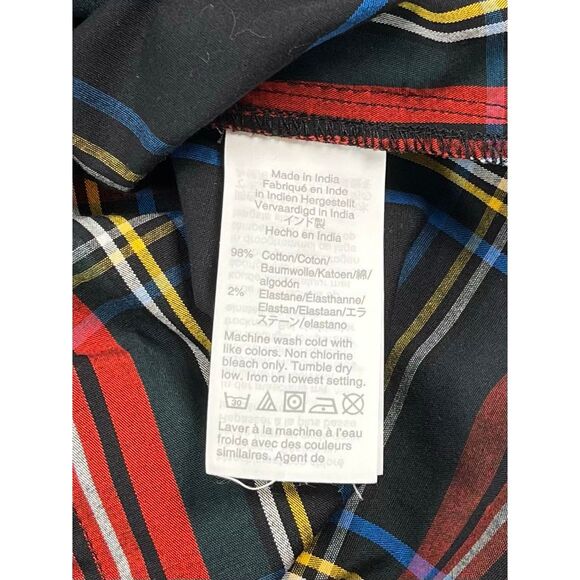 Made in India
Fabriqué en Inde
in Indien Hergestelit
Vervaardigd in India
インド製
Hecho en India
98% Cotton/Coton/
Baumwolle/Katoen/綿/
algodón
2% Elastane/Élasthanne/
Elastan/Elastaan/エラ
ステーン/elastano
Machine wash cold with
like colors. Non chlorine
bleach only. Tumble dry
low. Iron on lowest setting.
30
Laver à la machine à l'eau
froide avec des couleurs
similaires. Agent de